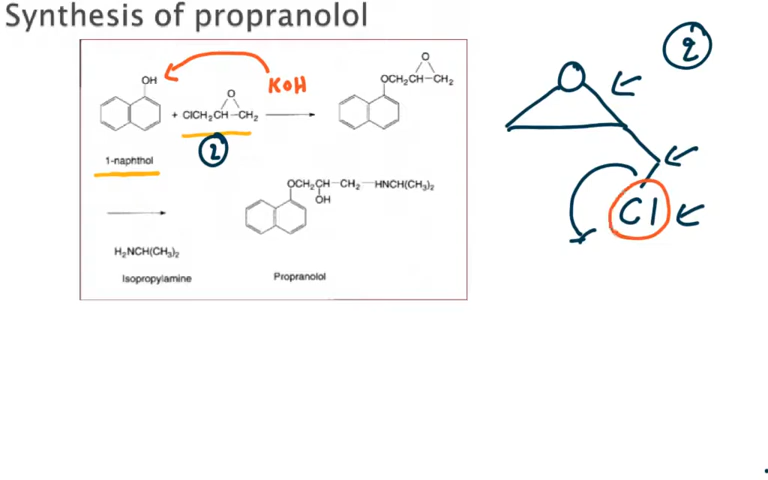 Synthesis of propranolol
OH
KOH
O
+ ClCH₂CH–CH₂
2
1-naphthol
O
OCH₂CH–CH₂
OCH₂CH–CH₂–HNCH(CH₃)₂
OH
H₂NCH(CH₃)₂
Isopropylamine
Propranolol
2
O
Cl